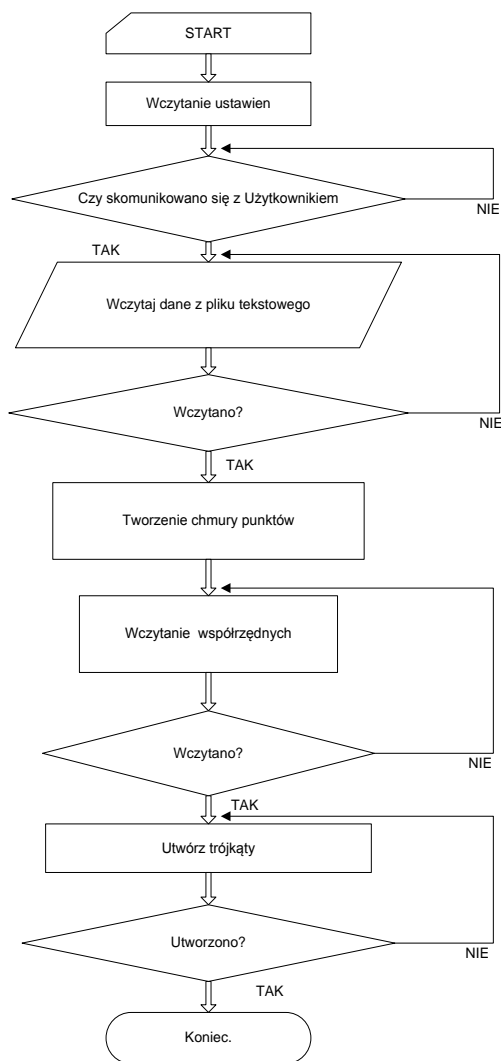 START
Wczytanie ustawien
Czy skomunikowano się z Użytkownikiem
NIE
TAK
Wczytaj dane z pliku tekstowego
Wczytano?
NIE
TAK
Tworzenie chmury punktów
Wczytanie współrzędnych
Wczytano?
NIE
TAK
Utwórz trójkąty
Utworzono?
NIE
TAK
Koniec.